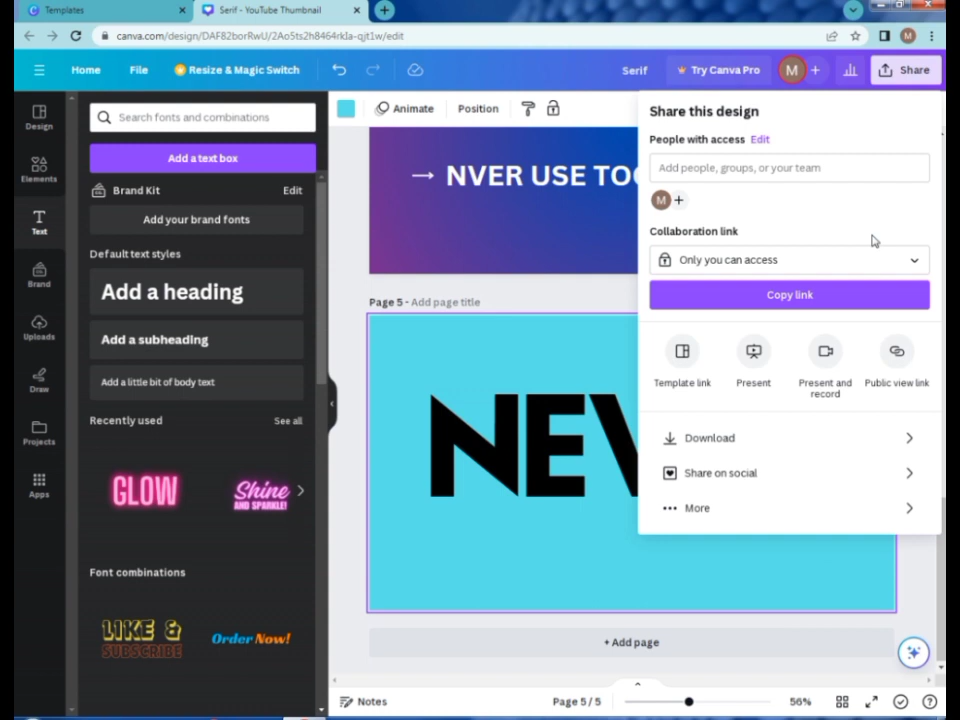 Templates
Serif - YouTube Thumbnail
canva.com/design/DAF82borRwU/2Ao5ts2h8464rkIa-qjt1w/edit
M
Home
File
Resize & Magic Switch
Serif
Try Canva Pro
M
Share
Design
Elements
Text
Brand
Uploads
Draw
Projects
Apps
Search fonts and combinations
Add a text box
Brand Kit
Edit
Add your brand fonts
Default text styles
Add a heading
Add a subheading
Add a little bit of body text
Recently used
See all
GLOW
Shine
AND SPARKLE!
Font combinations
LIKE &
SUBSCRIBE
Order Now!
Animate
Position
→ NVER USE TOO
Page 5 - Add page title
NEV
+ Add page
Share this design
People with access
Edit
Add people, groups, or your team
M
Collaboration link
Only you can access
Copy link
Template link
Present
Present and
record
Public view link
Download
Share on social
More
Notes
Page 5 / 5
56%